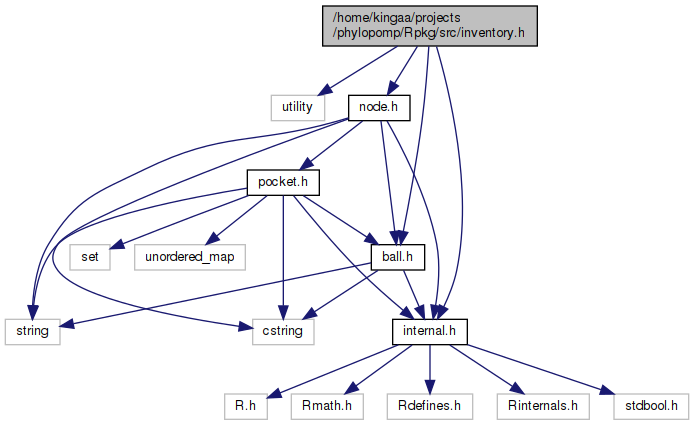 /home/kingaa/projects
/phylopomp/Rpkg/src/inventory.h
utility
node.h
pocket.h
set
unordered_map
ball.h
string
cstring
internal.h
R.h
Rmath.h
Rdefines.h
Rinternals.h
stdbool.h